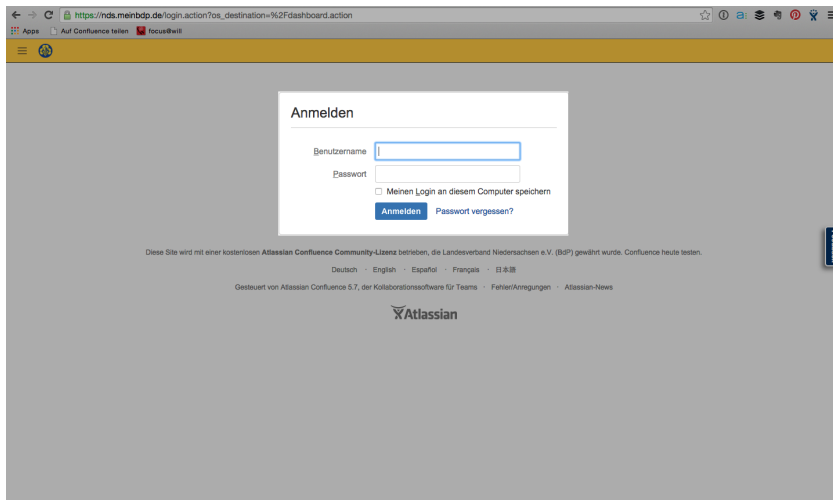 https://nds.meinbdp.de/login.action?os_destination=%2Fdashboard.action
Apps Auf Confluence teilen focus@will
Anmelden
Benutzername
Passwort
Meinen Login an diesem Computer speichern
Anmelden Passwort vergessen?
Diese Site wird mit einer kostenlosen Atlassian Confluence Community-Lizenz betrieben, die Landesverband Niedersachsen e.V. (BdP) gewährt wurde. Confluence heute testen.
Deutsch · English · Español · Français · 日本語
Gesteuert von Atlassian Confluence 5.7, der Kollaborationssoftware für Teams · Fehler/Anregungen · Atlassian-News
Atlassian